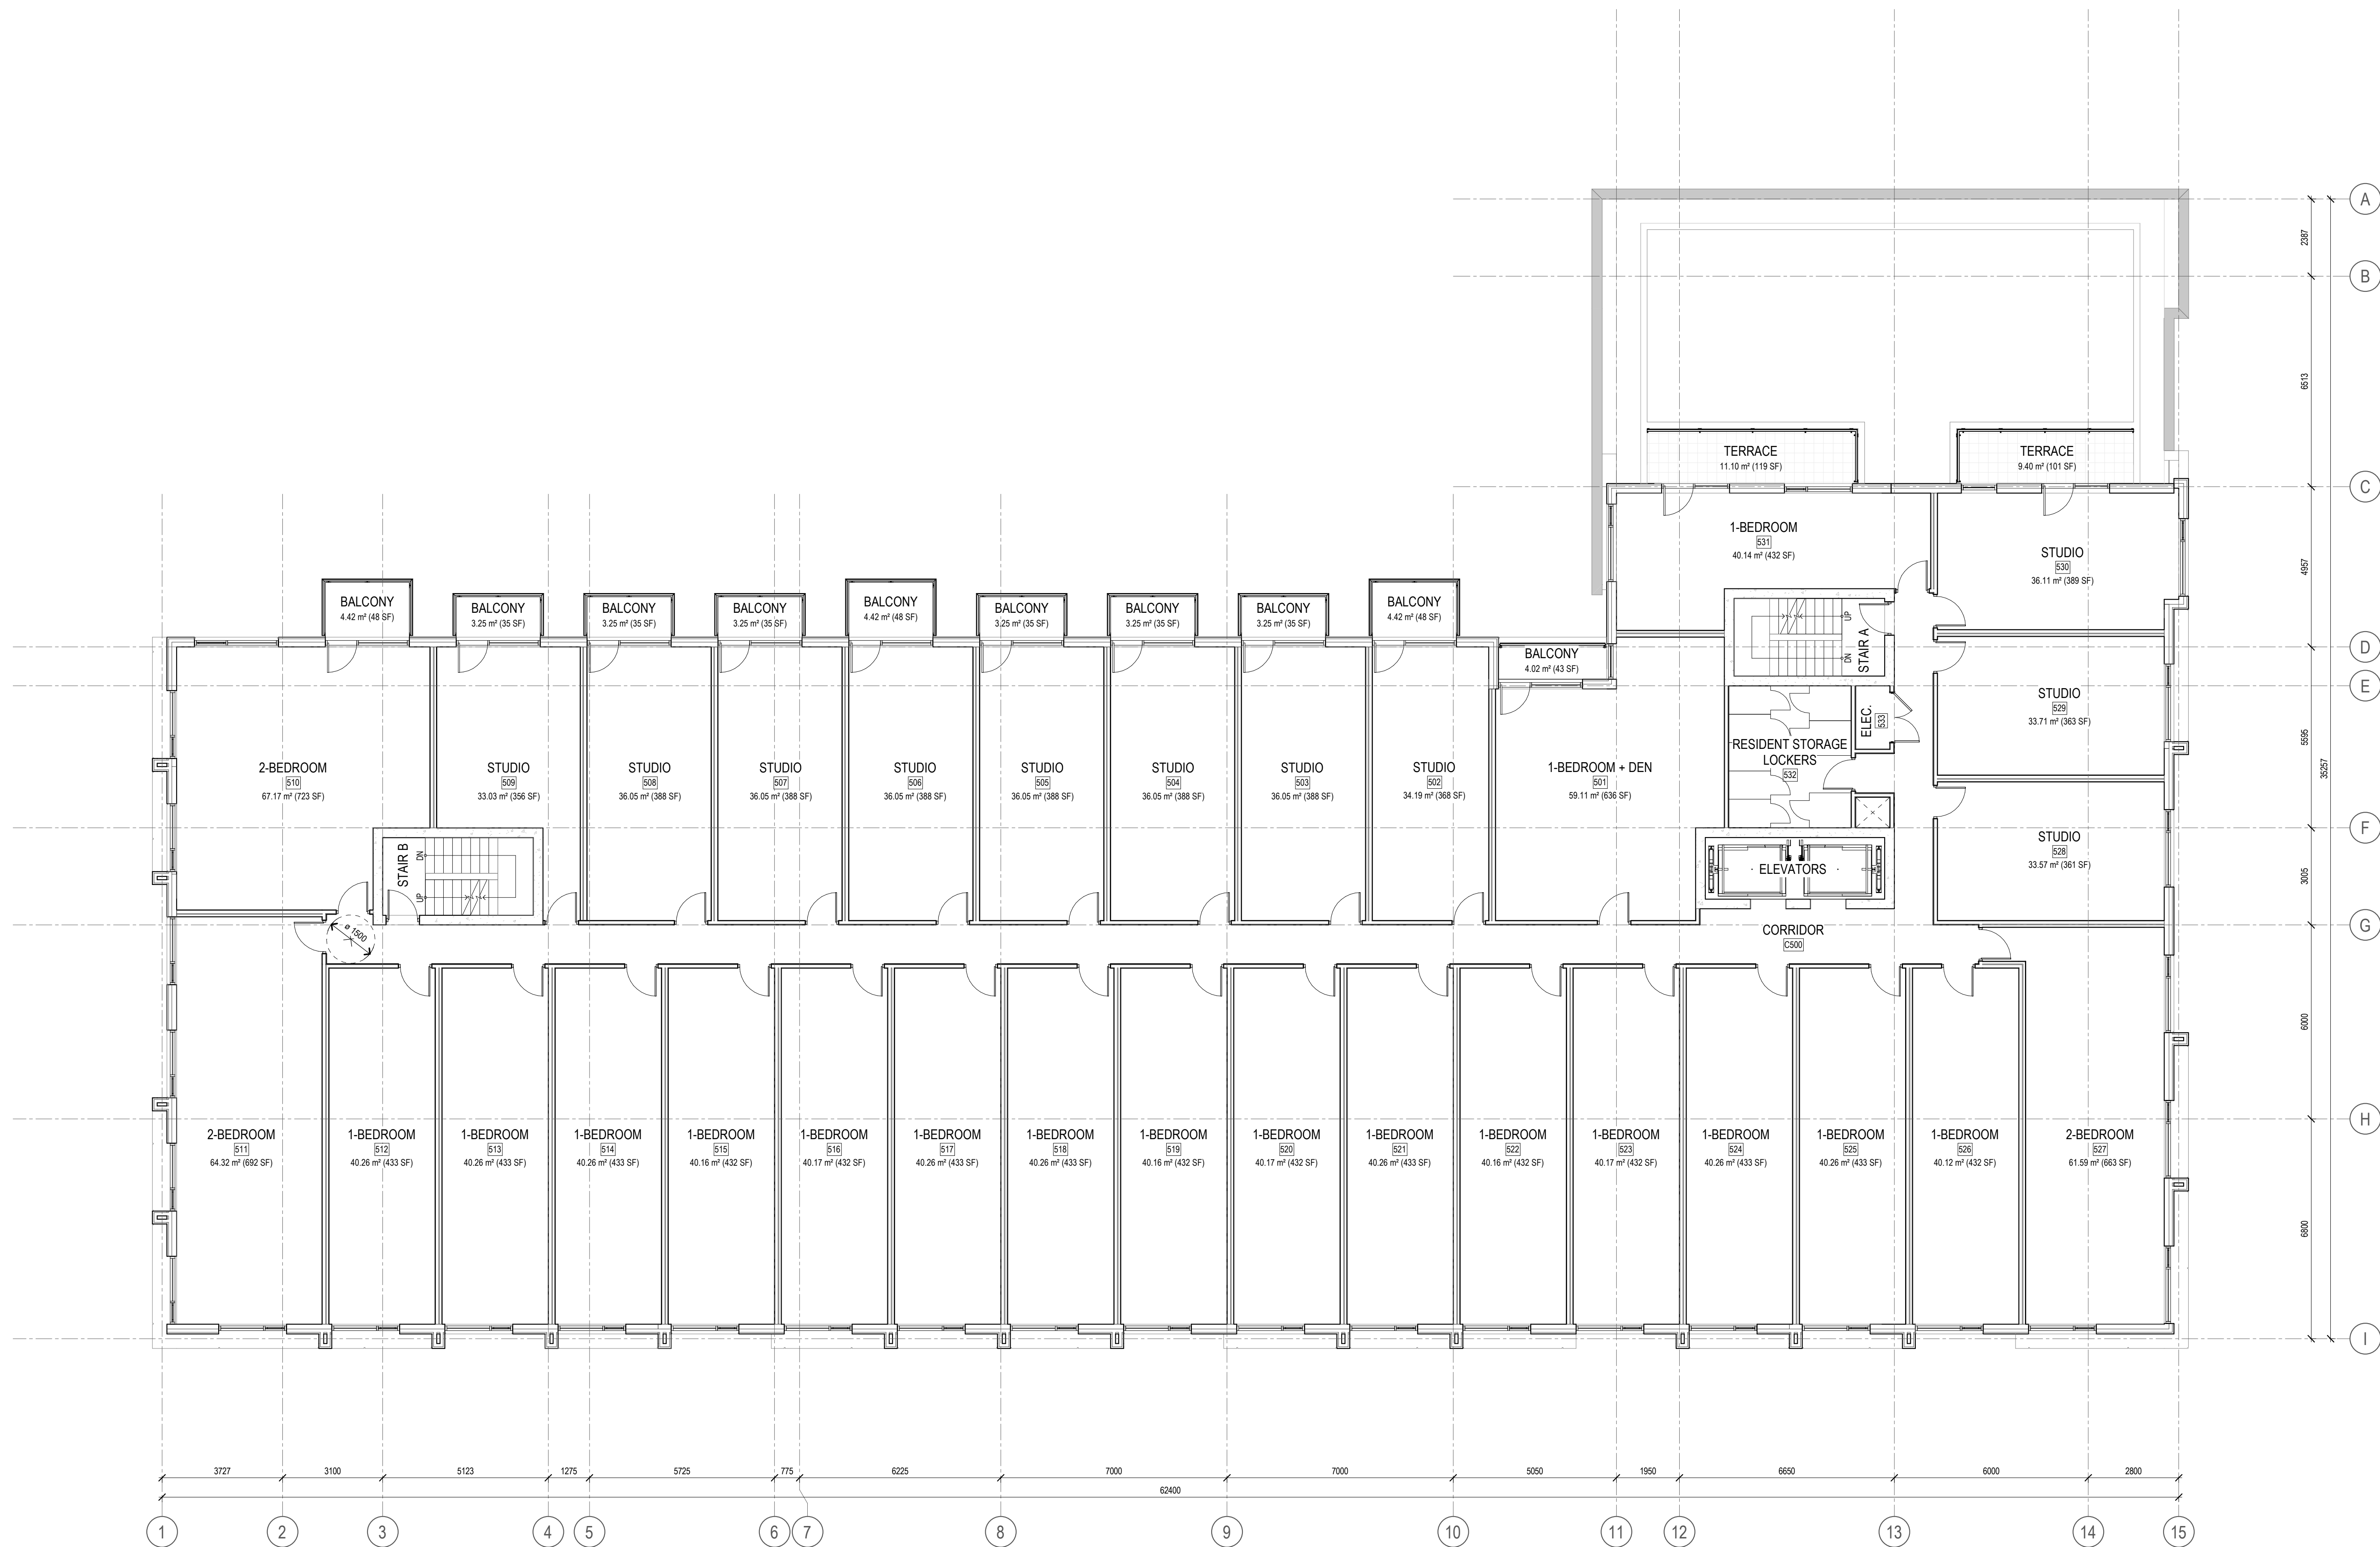 A
2387
B
6513
TERRACE
11.10 m² (119 SF)
TERRACE
9.40 m² (101 SF)
C
1-BEDROOM
531
40.14 m² (432 SF)
STUDIO
530
36.11 m² (389 SF)
4957
35257
BALCONY
4.42 m² (48 SF)
BALCONY
3.25 m² (35 SF)
BALCONY
3.25 m² (35 SF)
BALCONY
3.25 m² (35 SF)
BALCONY
4.42 m² (48 SF)
BALCONY
3.25 m² (35 SF)
BALCONY
3.25 m² (35 SF)
BALCONY
3.25 m² (35 SF)
BALCONY
4.42 m² (48 SF)
BALCONY
4.02 m² (43 SF)
STAIR A
UP
DN
D
E
STUDIO
529
33.71 m² (363 SF)
ELEC.
533
5595
RESIDENT STORAGE
LOCKERS
532
2-BEDROOM
510
67.17 m² (723 SF)
STUDIO
509
33.03 m² (356 SF)
STUDIO
508
36.05 m² (388 SF)
STUDIO
507
36.05 m² (388 SF)
STUDIO
506
36.05 m² (388 SF)
STUDIO
505
36.05 m² (388 SF)
STUDIO
504
36.05 m² (388 SF)
STUDIO
503
36.05 m² (388 SF)
STUDIO
502
34.19 m² (368 SF)
1-BEDROOM + DEN
501
59.11 m² (636 SF)
F
STUDIO
528
33.57 m² (361 SF)
STAIR B
DN
UP
ELEVATORS
3005
G
ø 1500
CORRIDOR
C500
6000
H
2-BEDROOM
511
64.32 m² (692 SF)
1-BEDROOM
512
40.26 m² (433 SF)
1-BEDROOM
513
40.26 m² (433 SF)
1-BEDROOM
514
40.26 m² (433 SF)
1-BEDROOM
515
40.16 m² (432 SF)
1-BEDROOM
516
40.17 m² (432 SF)
1-BEDROOM
517
40.26 m² (433 SF)
1-BEDROOM
518
40.26 m² (433 SF)
1-BEDROOM
519
40.16 m² (432 SF)
1-BEDROOM
520
40.17 m² (432 SF)
1-BEDROOM
521
40.26 m² (433 SF)
1-BEDROOM
522
40.16 m² (432 SF)
1-BEDROOM
523
40.17 m² (432 SF)
1-BEDROOM
524
40.26 m² (433 SF)
1-BEDROOM
525
40.26 m² (433 SF)
1-BEDROOM
526
40.12 m² (432 SF)
2-BEDROOM
527
61.59 m² (663 SF)
6800
I
3727
3100
5123
1275
5725
775
6225
7000
7000
5050
1950
6650
6000
2800
62400
1
2
3
4
5
6
7
8
9
10
11
12
13
14
15